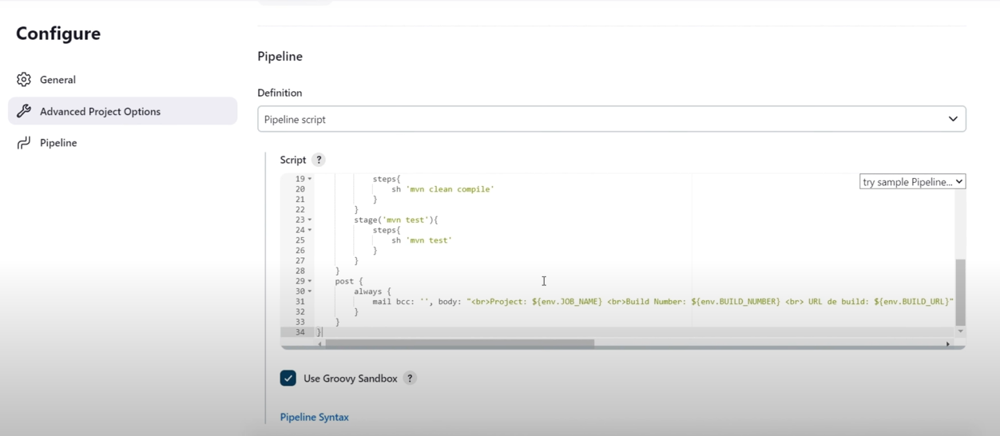 Configure
General
Advanced Project Options
Pipeline
Pipeline
Definition
Pipeline script
Script ?
try sample Pipeline...
19 steps{
20 sh 'mvn clean compile'
21 }
22 }
23 stage('mvn test'){
24 steps{
25 sh 'mvn test'
26 }
27 }
28 }
29 post {
30 always {
31 mail bcc: '', body: "<br>Project: ${env.JOB_NAME} <br>Build Number: ${env.BUILD_NUMBER} <br> URL de build: ${env.BUILD_URL}"
32 }
33 }
34 }
Use Groovy Sandbox ?
Pipeline Syntax